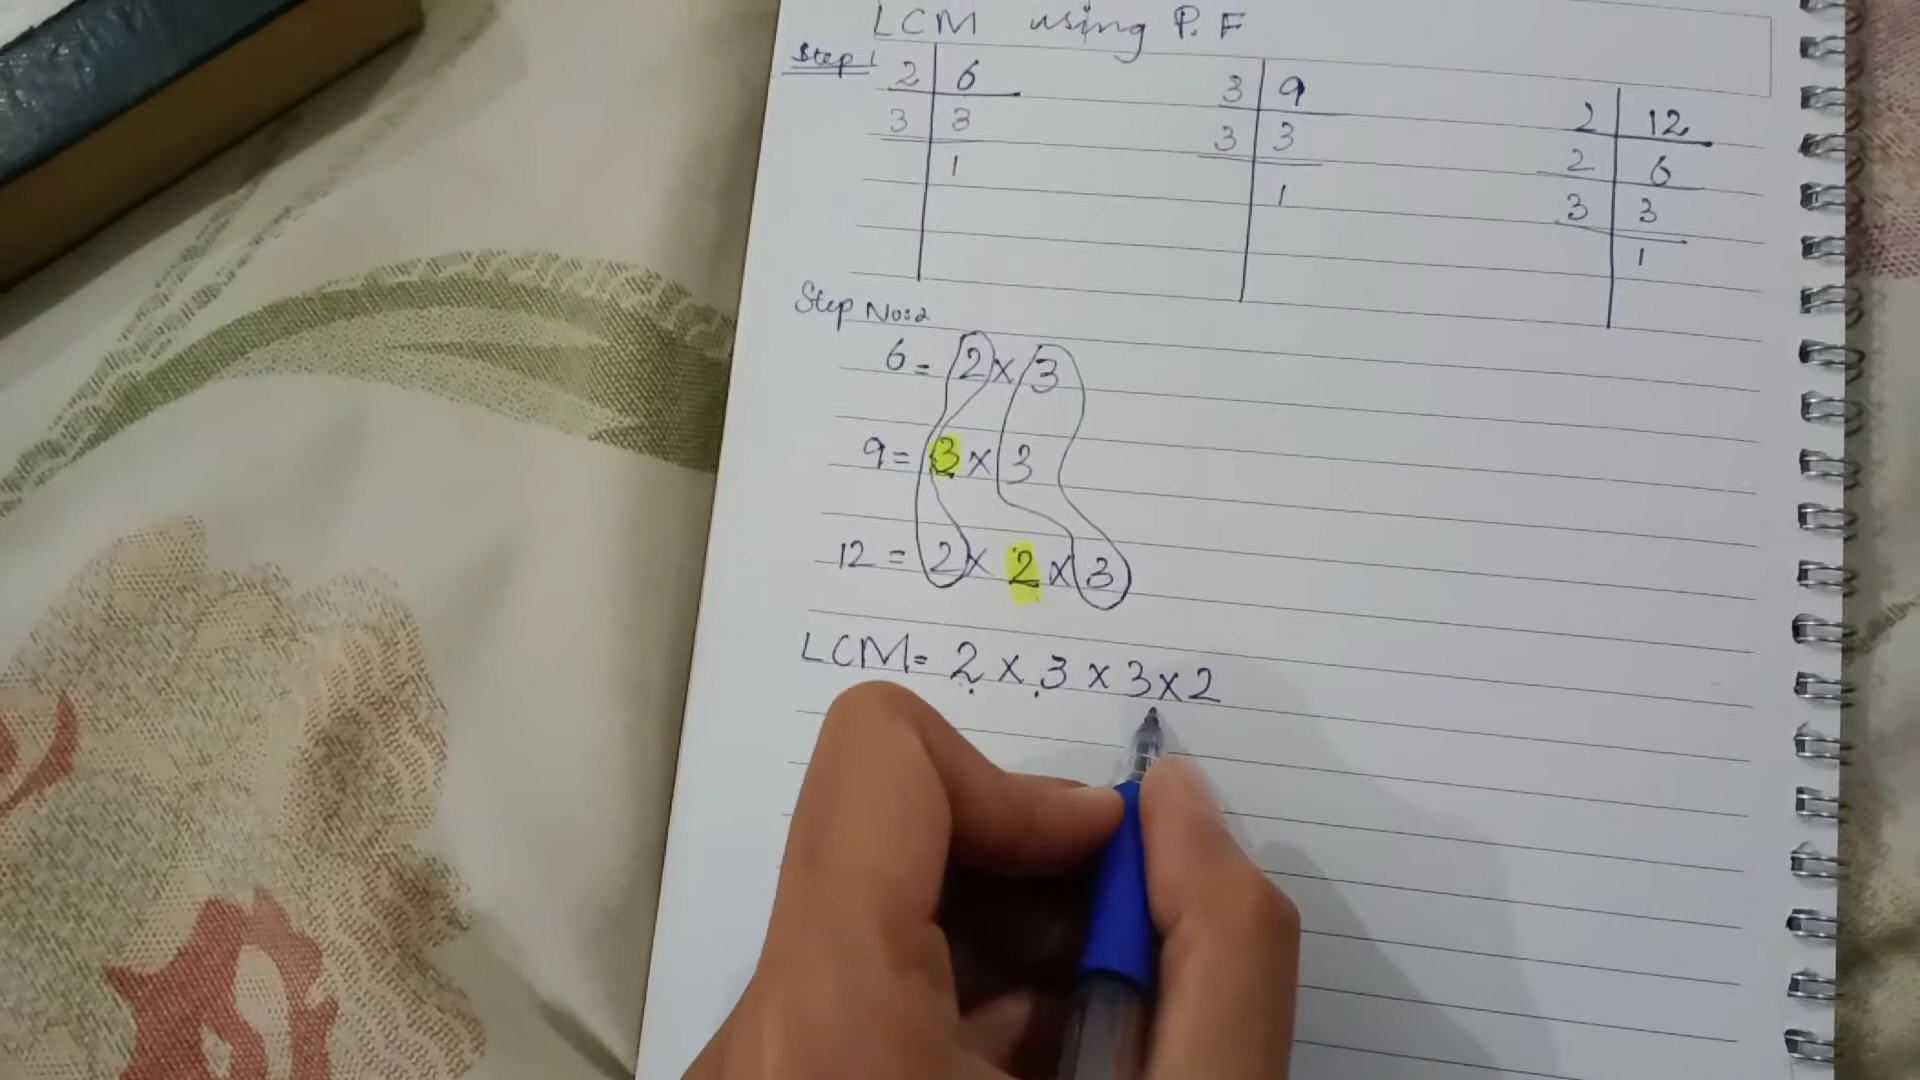 LCM using P.F
Step 1
2 6 3 9 2 12
3 3 3 3 2 6
1 1 3 3
1
Step No:2
6 = 2 x 3
9 = 3 x 3
12 = 2 x 2 x 3
LCM = 2 x 3 x 3 x 2